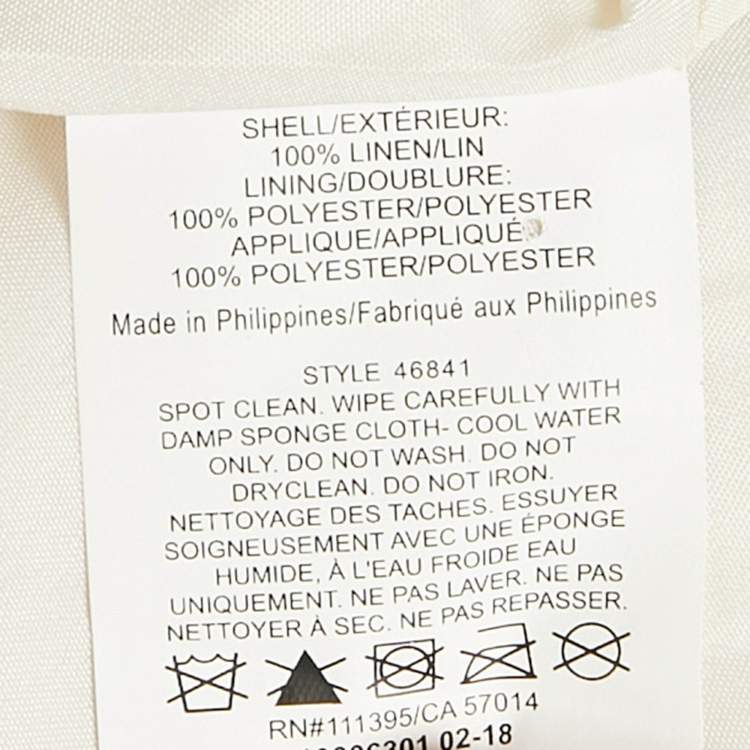 SHELL/EXTÉRIEUR:
100% LINEN/LIN
LINING/DOUBLURE:
100% POLYESTER/POLYESTER
APPLIQUE/APPLIQUÉ
100% POLYESTER/POLYESTER
Made in Philippines/Fabriqué aux Philippines
STYLE 46841
SPOT CLEAN. WIPE CAREFULLY WITH
DAMP SPONGE CLOTH- COOL WATER
ONLY. DO NOT WASH. DO NOT
DRYCLEAN. DO NOT IRON.
NETTOYAGE DES TACHES. ESSUYER
SOIGNEUSEMENT AVEC UNE ÉPONGE
HUMIDE, À L'EAU FROIDE EAU
UNIQUEMENT. NE PAS LAVER. NE PAS
NETTOYER À SEC. NE PAS REPASSER.
RN#111395/CA 57014
02-18